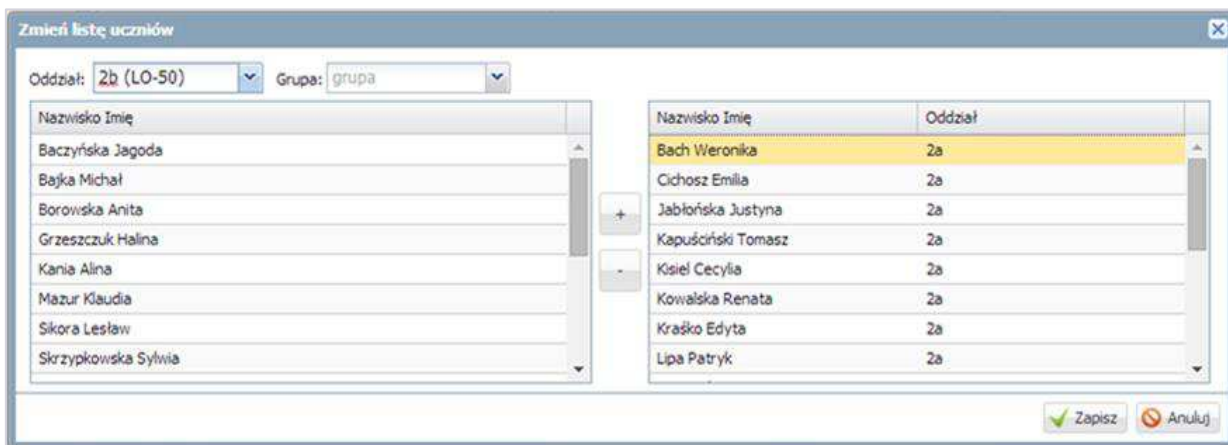 Zmień listę uczniów
Oddział: 2b (LO-50) Grupa: grupa
Nazwisko Imię
Baczyńska Jagoda
Bajka Michał
Borowska Anita
Grzeszczuk Halina
Kania Alina
Mazur Klaudia
Sikora Lesław
Skrzypkowska Sylwia
+
-
Nazwisko Imię Oddział
Bach Weronika 2a
Cichosz Emilia 2a
Jabłońska Justyna 2a
Kapuściński Tomasz 2a
Kisiel Cecylia 2a
Kowalska Renata 2a
Kraśko Edyta 2a
Lipa Patryk 2a
Zapisz Anuluj